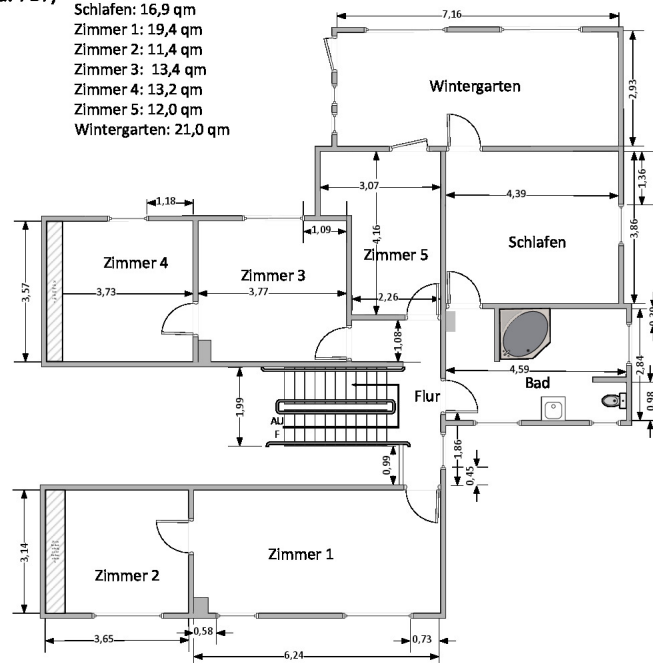 Schlafen: 16,9 qm
Zimmer 1: 19,4 qm
Zimmer 2: 11,4 qm
Zimmer 3: 13,4 qm
Zimmer 4: 13,2 qm
Zimmer 5: 12,0 qm
Wintergarten: 21,0 qm
7,16
Wintergarten
2,93
3,07
4,39
1,36
1,18
1,09
4,16
3,86
Zimmer 5
Schlafen
Zimmer 4
Zimmer 3
3,57
3,73
3,77
2,26
1,08
4,59
2,84
Bad
0,98
Flur
1,99
AU
F
1,86
0,99
0,45
3,14
Zimmer 1
Zimmer 2
3,65
0,58
0,73
6,24